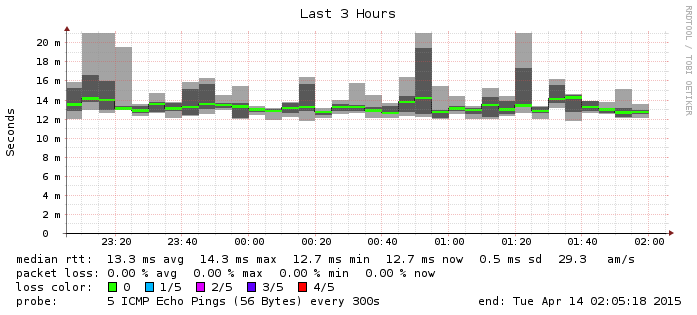 Last 3 Hours
RRDTOOL / TOBI OETIKER
Seconds
20 m
18 m
16 m
14 m
12 m
10 m
8 m
6 m
4 m
2 m
0
23:20 23:40 00:00 00:20 00:40 01:00 01:20 01:40 02:00
median rtt: 13.3 ms avg 14.3 ms max 12.7 ms min 12.7 ms now 0.5 ms sd 29.3 am/s
packet loss: 0.00 % avg 0.00 % max 0.00 % min 0.00 % now
loss color: 0 1/5 2/5 3/5 4/5
probe: 5 ICMP Echo Pings (56 Bytes) every 300s end: Tue Apr 14 02:05:18 2015